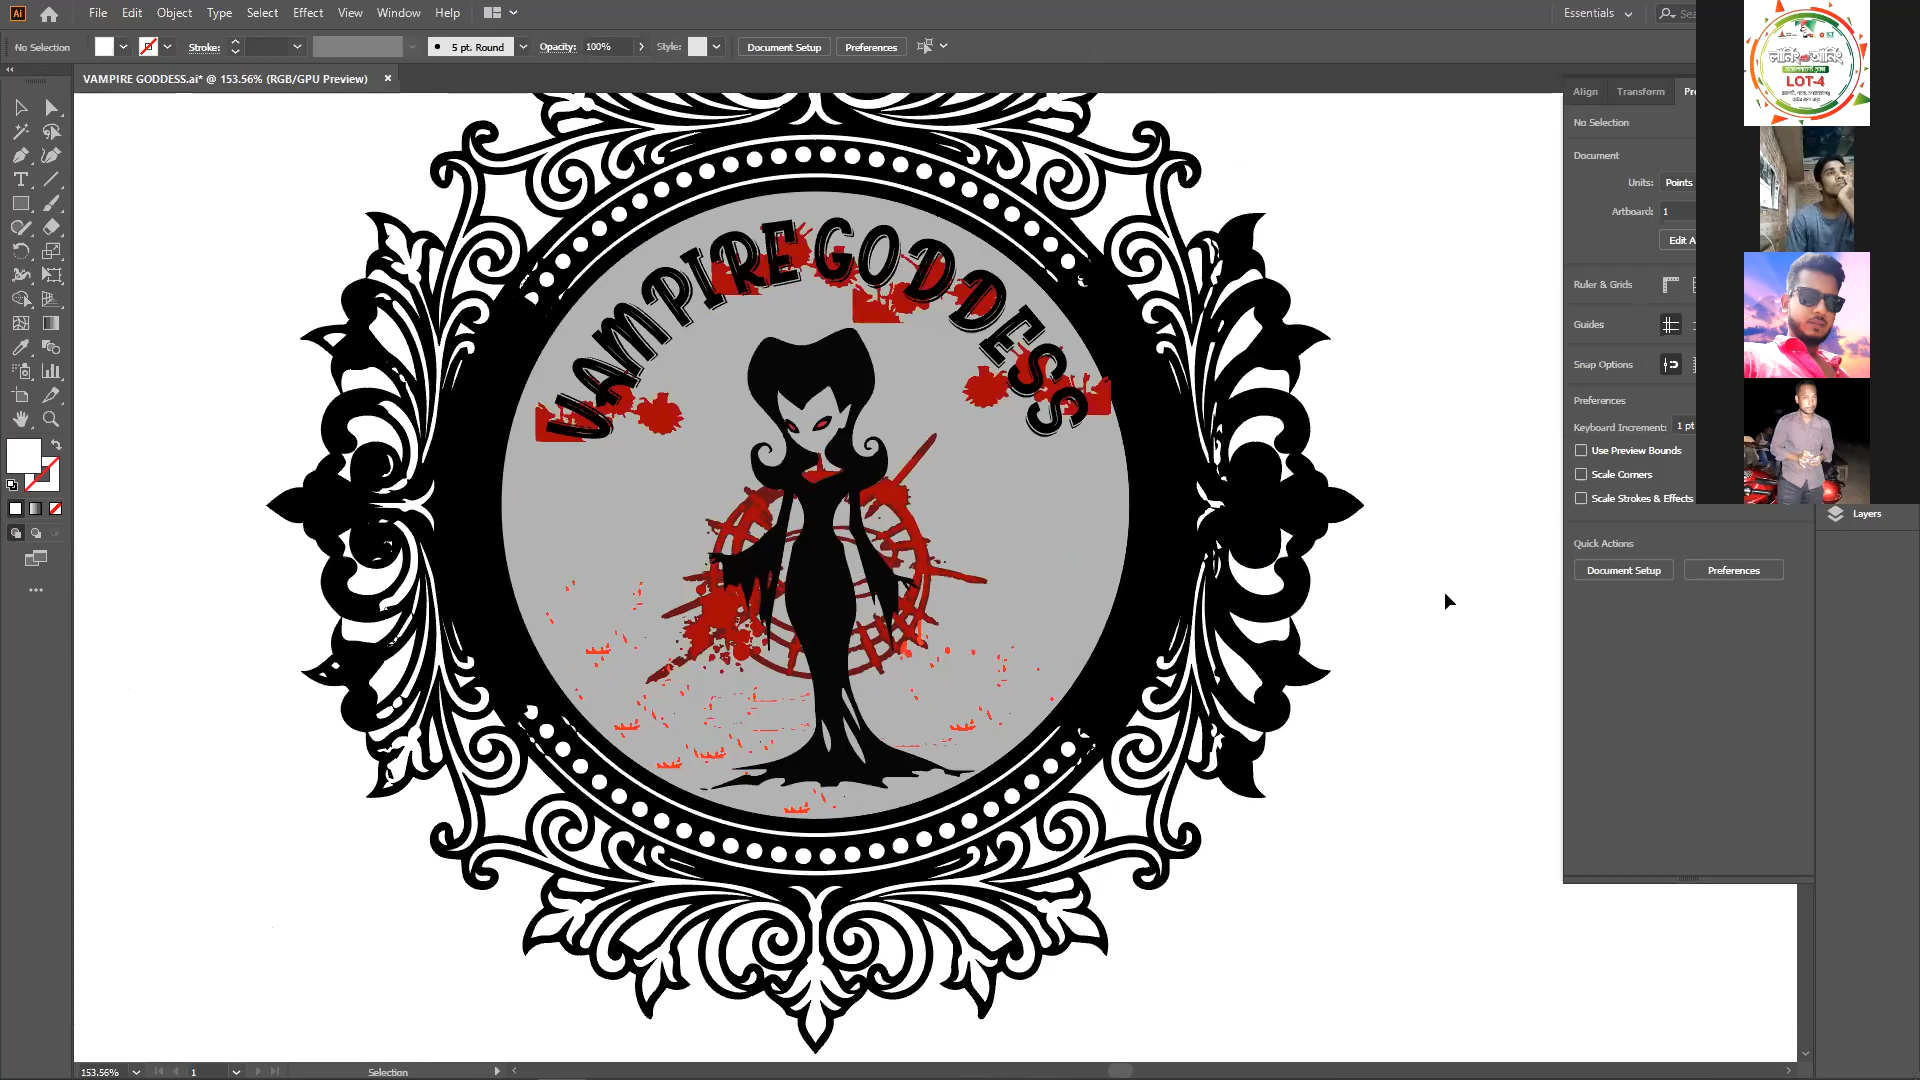 Ai File Edit Object Type Select Effect View Window Help Essentials
No Selection Stroke: 5 pt. Round Opacity: 100% Style: Document Setup Preferences
VAMPIRE GODDESS.ai* @ 153.56% (RGB/GPU Preview) ×
Align Transform
No Selection
Document
Units: Points
Artboard: 1
Edit A
Ruler & Grids
Guides
Snap Options
Preferences
Keyboard Increment: 1 pt
Use Preview Bounds
Scale Corners
Scale Strokes & Effects
Quick Actions
Document Setup Preferences
Layers
LOT-4
VAMPIRE GODDESS
153.56% 1 Selection